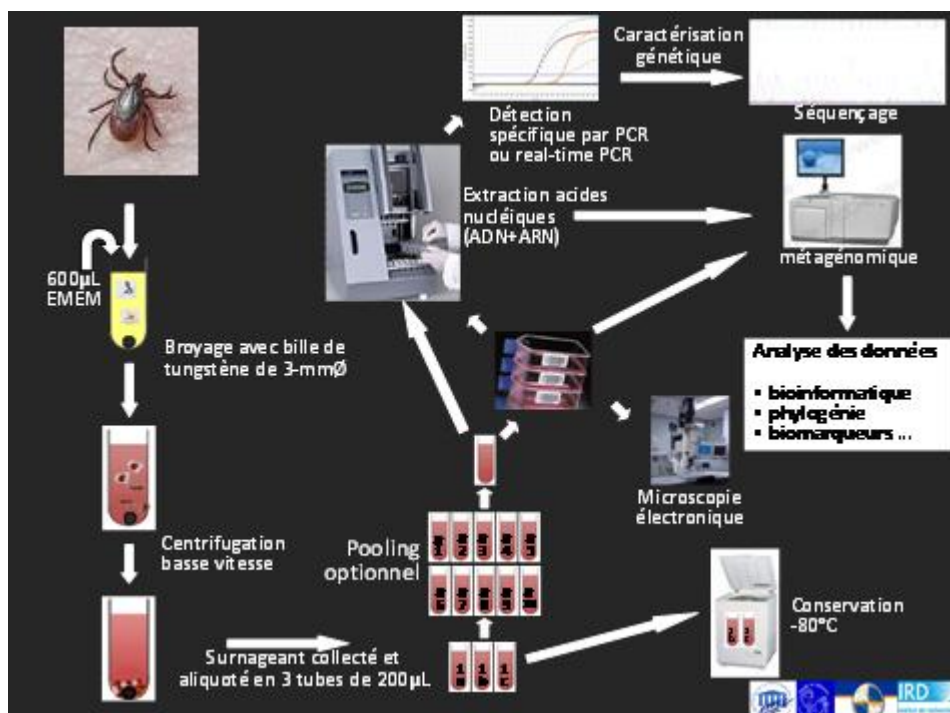 Caractérisation
génétique
Détection
spécifique par PCR
ou real-time PCR
Séquençage
Extraction acides
nucléiques
(ADN+ARN)
métagénomique
600µL
EMEM
Broyage avec bille de
tungstène de 3-mmØ
Analyse des données
▪ bioinformatique
▪ phylogénie
▪ biomarqueurs ...
Microscopie
électronique
Centrifugation
basse vitesse
Pooling
optionnel
Conservation
-80°C
Surnageant collecté et
aliquoté en 3 tubes de 200µL
IRD